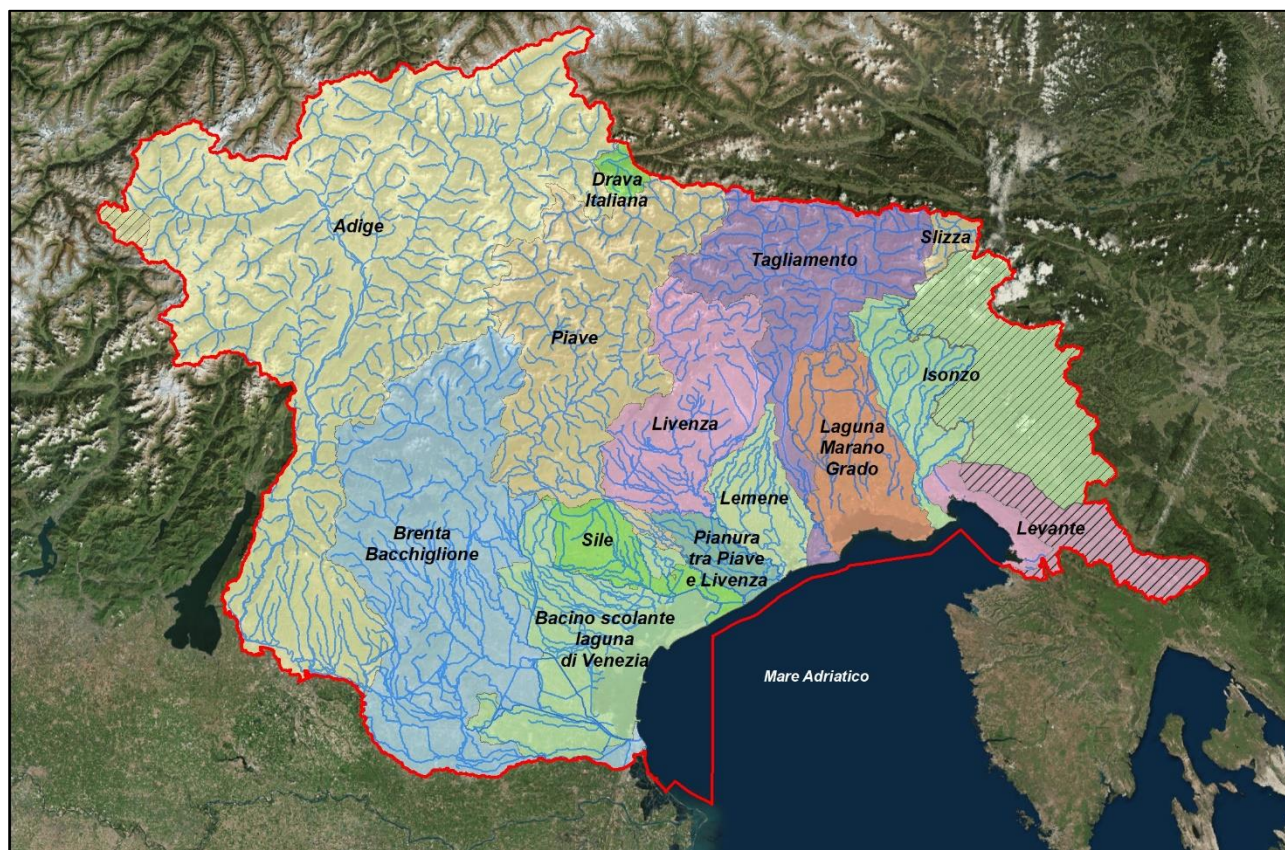 Drava
Italiana
Adige
Slizza
Tagliamento
Piave
Isonzo
Livenza
Laguna
Marano
Grado
Lemene
Levante
Brenta
Bacchiglione
Sile
Pianura
tra Piave
e Livenza
Bacino scolante
laguna
di Venezia
Mare Adriatico